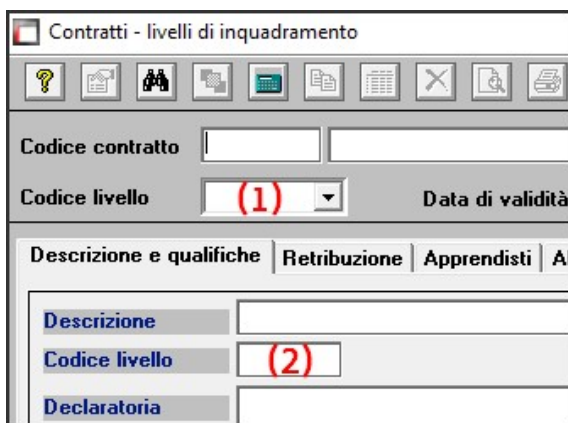 Contratti - livelli di inquadramento
Codice contratto
Codice livello (1) Data di validità
Descrizione e qualifiche Retribuzione Apprendisti
Descrizione
Codice livello (2)
Declaratoria